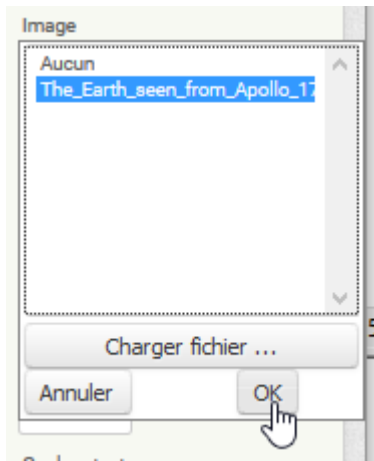 Image
Aucun
The_Earth_seen_from_Apollo_17
Charger fichier ...
Annuler
OK